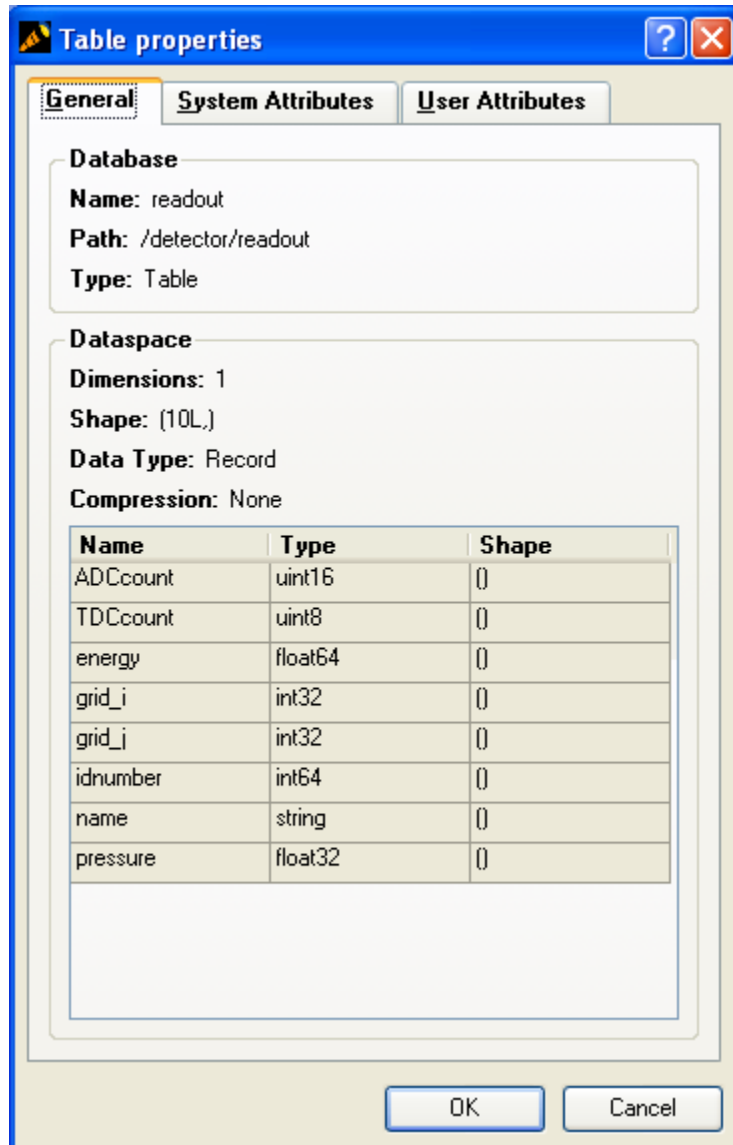 Table properties
General System Attributes User Attributes
Database
Name: readout
Path: /detector/readout
Type: Table
Dataspace
Dimensions: 1
Shape: (10L,)
Data Type: Record
Compression: None
Name Type Shape
ADCcount uint16 ()
TDCcount uint8 ()
energy float64 ()
grid_i int32 ()
grid_j int32 ()
idnumber int64 ()
name string ()
pressure float32 ()
OK Cancel